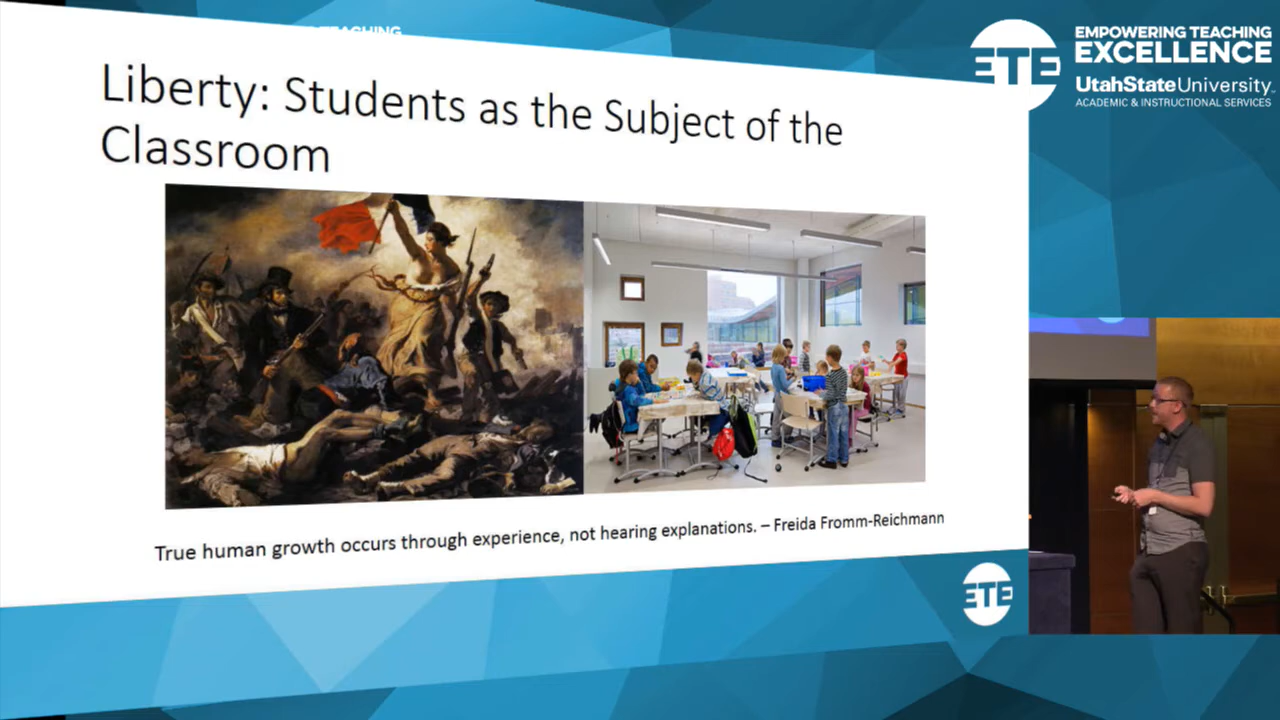 TEACHING
Liberty: Students as the Subject of the
Classroom
True human growth occurs through experience, not hearing explanations. – Freida Fromm-Reichmann
ETE
ETE
EMPOWERING TEACHING
EXCELLENCE
UtahStateUniversity
ACADEMIC & INSTRUCTIONAL SERVICES